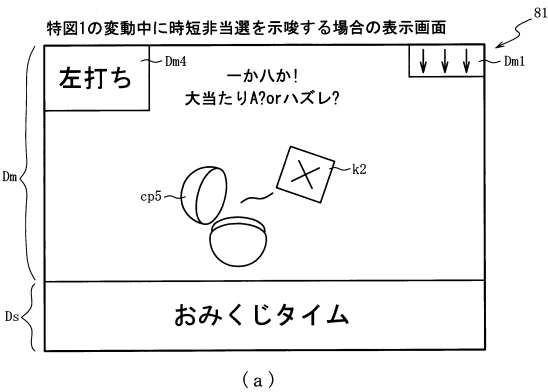 特図1の変動中に時短非当選を示唆する場合の表示画面
81
左打ち
Dm4
一か八か!
大当たりA?orハズレ?
Dm1
Dm
k2
cp5
Ds
おみくじタイム
(a)